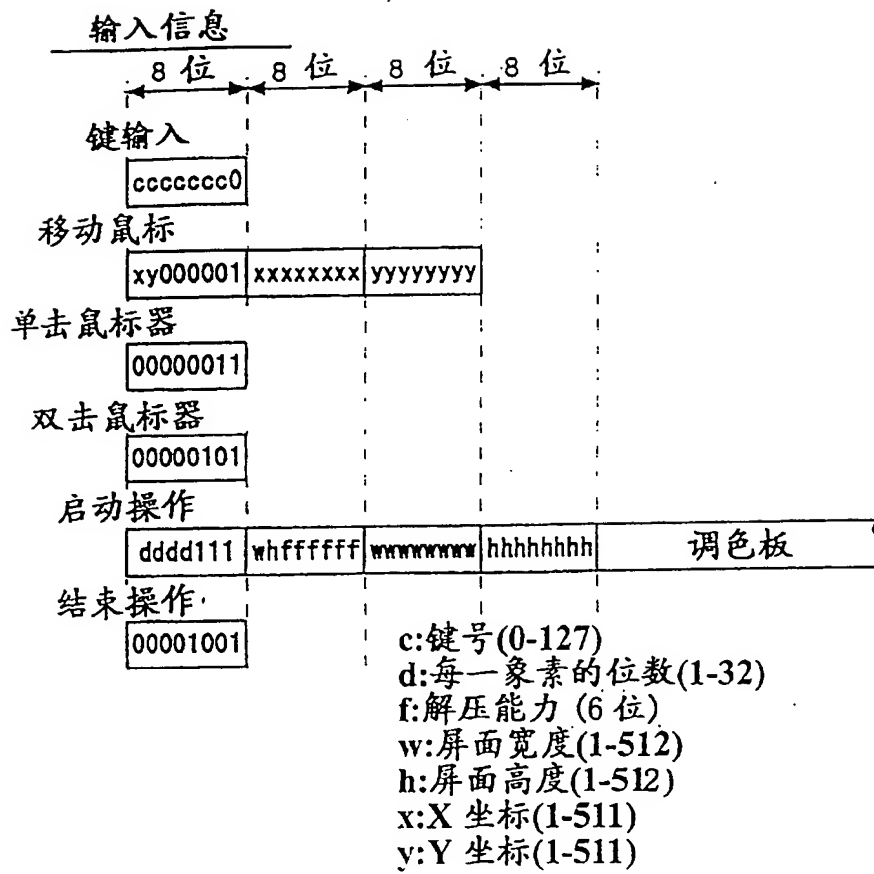 输入信息
8 位 8 位 8 位 8 位
键输入
ccccccc0
移动鼠标
xy000001 xxxxxxxx yyyyyyyy
单击鼠标器
00000011
双击鼠标器
00000101
启动操作
dddd111 whffffff wwwwwwww hhhhhhhh 调色板
结束操作
00001001
c:键号(0-127)
d:每一象素的位数(1-32)
f:解压能力 (6 位)
w:屏面宽度(1-512)
h:屏面高度(1-512)
x:X 坐标(1-511)
y:Y 坐标(1-511)